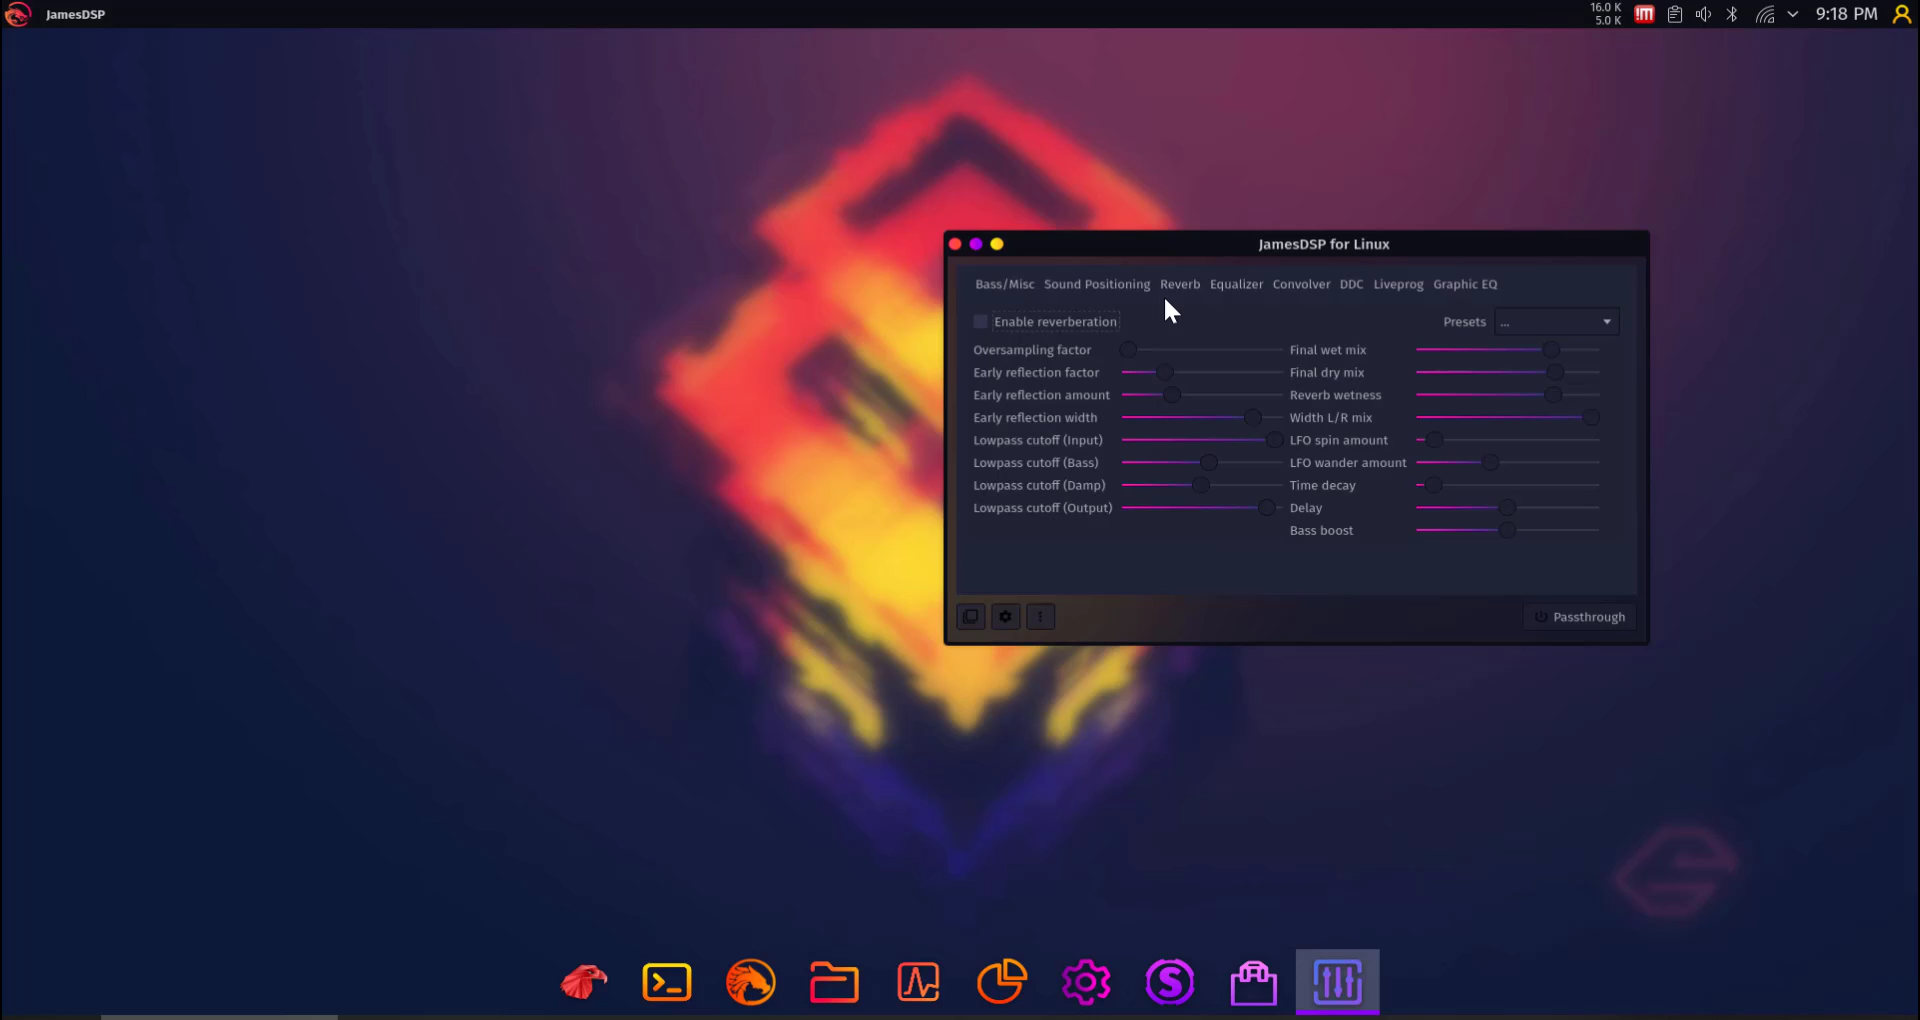 JamesDSP
16.0 K
5.0 K
!M
9:18 PM
JamesDSP for Linux
Bass/Misc Sound Positioning Reverb Equalizer Convolver DDC Liveprog Graphic EQ
Enable reverberation
Presets ...
Oversampling factor
Final wet mix
Early reflection factor
Final dry mix
Early reflection amount
Reverb wetness
Early reflection width
Width L/R mix
Lowpass cutoff (Input)
LFO spin amount
Lowpass cutoff (Bass)
LFO wander amount
Lowpass cutoff (Damp)
Time decay
Lowpass cutoff (Output)
Delay
Bass boost
Passthrough
S